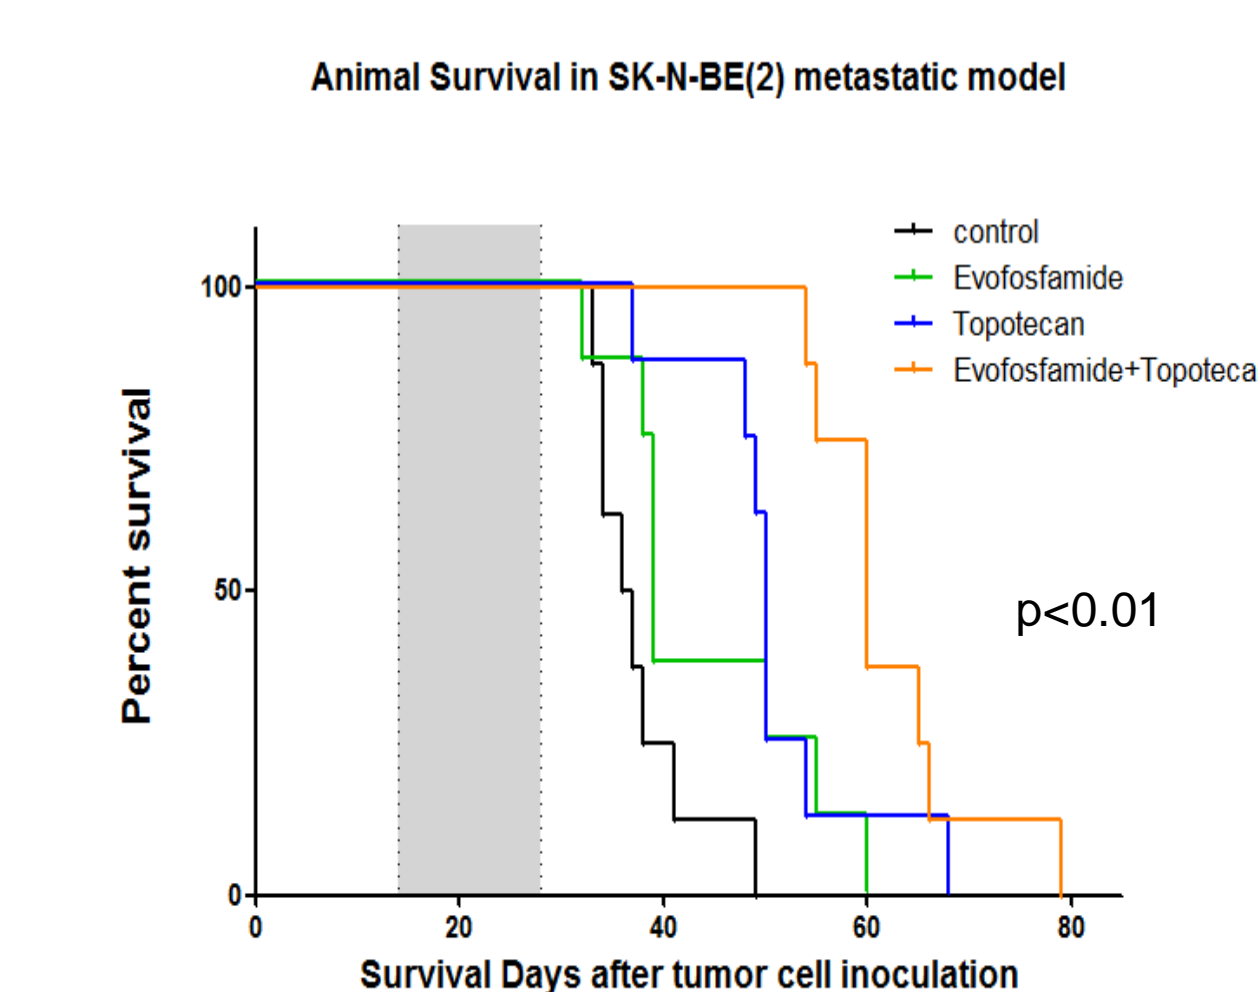 Animal Survival in SK-N-BE(2) metastatic model
control
Evofosfamide
Topotecan
Evofosfamide+Topoteca
100
50
0
Percent survival
p<0.01
0 20 40 60 80
Survival Days after tumor cell inoculation